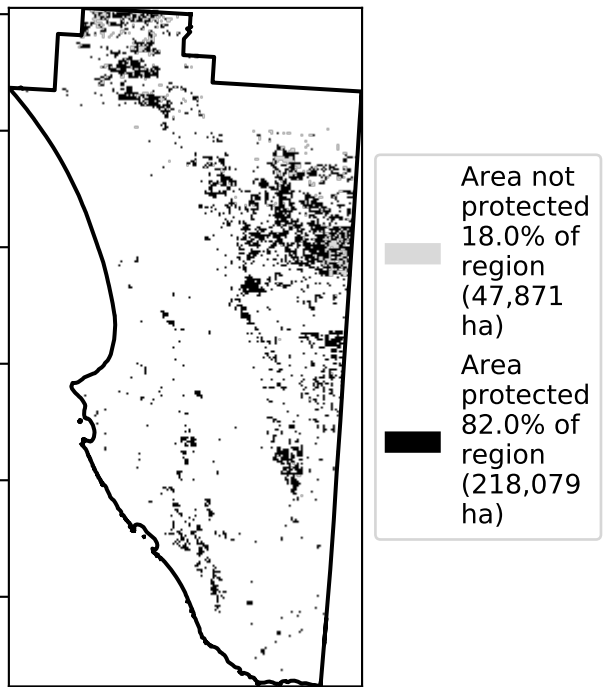 Area not
protected
18.0% of
region
(47,871
ha)
Area
protected
82.0% of
region
(218,079
ha)